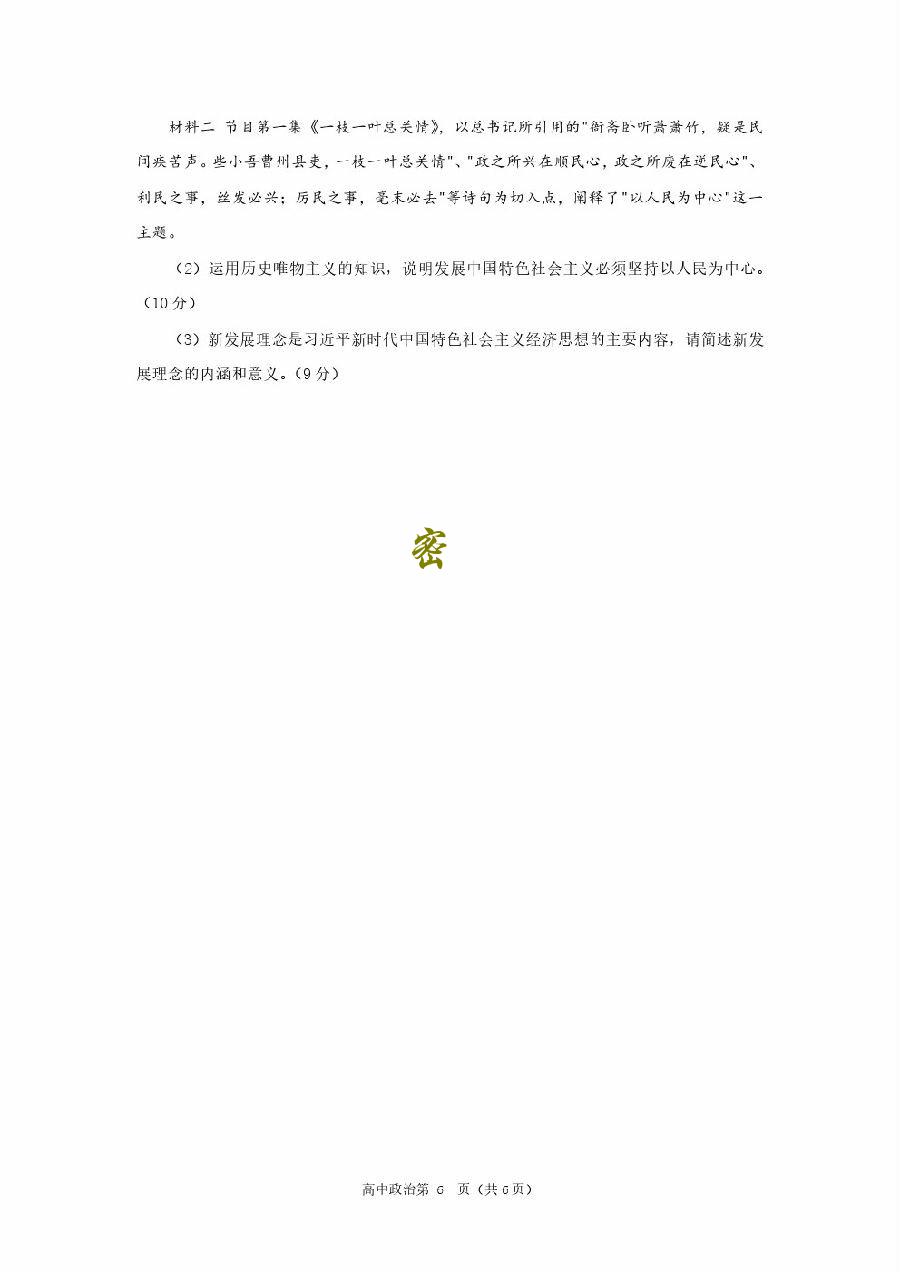 材料二 节目第一集《一枝一叶总关情》，以总书记所引用的"衙斋卧听萧萧竹，疑是民
间疾苦声。些小吾曹州县吏，一枝一叶总关情"、"政之所兴在顺民心，政之所废在逆民心"、
利民之事，丝发必兴；厉民之事，毫末必去"等诗句为切入点，阐释了"以人民为中心"这一
主题。
（2）运用历史唯物主义的知识，说明发展中国特色社会主义必须坚持以人民为中心。
（10 分）
（3）新发展理念是习近平新时代中国特色社会主义经济思想的主要内容，请简述新发
展理念的内涵和意义。（9 分）
密
高中政治第 6 页（共 6 页）